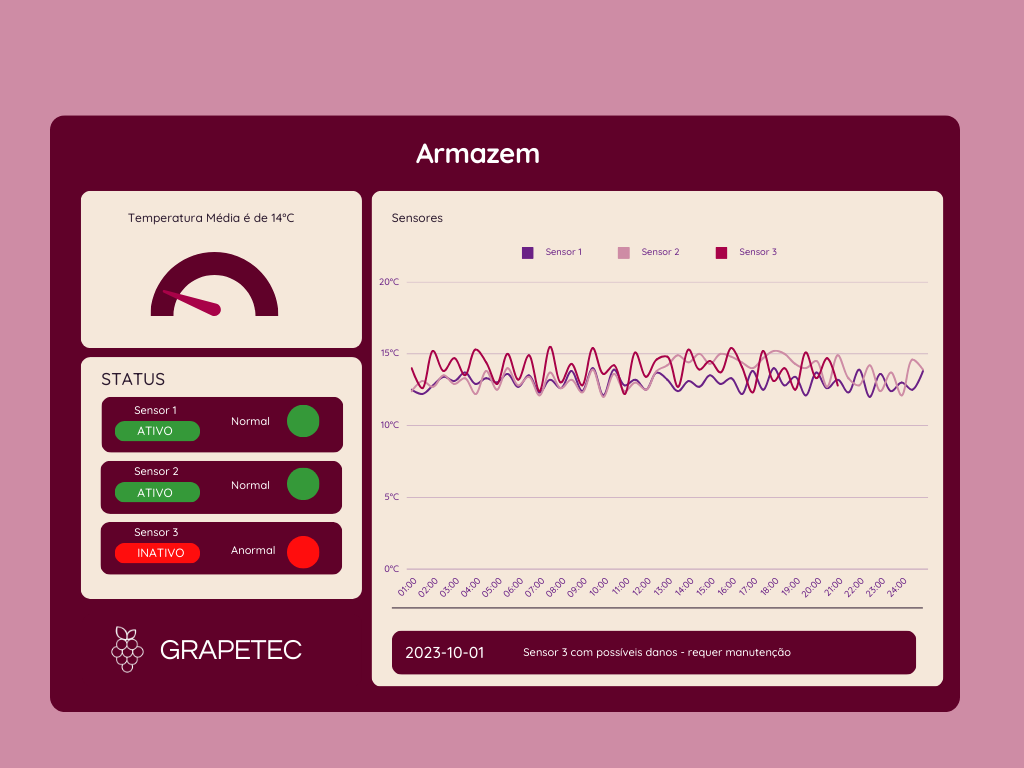 Armazem
Temperatura Média é de 14°C
STATUS
Sensor 1
ATIVO
Normal
Sensor 2
ATIVO
Normal
Sensor 3
INATIVO
Anormal
GRAPETEC
Sensores
Sensor 1 Sensor 2 Sensor 3
20°C
15°C
10°C
5°C
0°C
01:00 02:00 03:00 04:00 05:00 06:00 07:00 08:00 09:00 10:00 11:00 12:00 13:00 14:00 15:00 16:00 17:00 18:00 19:00 20:00 21:00 22:00 23:00 24:00
2023-10-01 Sensor 3 com possíveis danos - requer manutenção